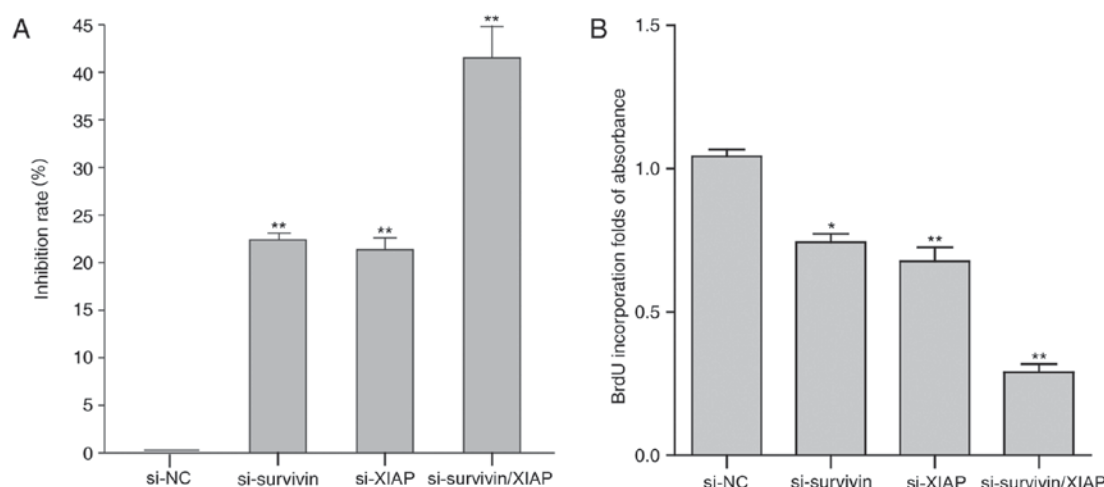 A
Inhibition rate (%)
45
40
35
30
25
20
15
10
5
0
**
**
**
si-NC
si-survivin
si-XIAP
si-survivin/XIAP
B
BrdU incorporation folds of absorbance
1.5
1.0
0.5
0.0
*
**
**
si-NC
si-survivin
si-XIAP
si-survivin/XIAP